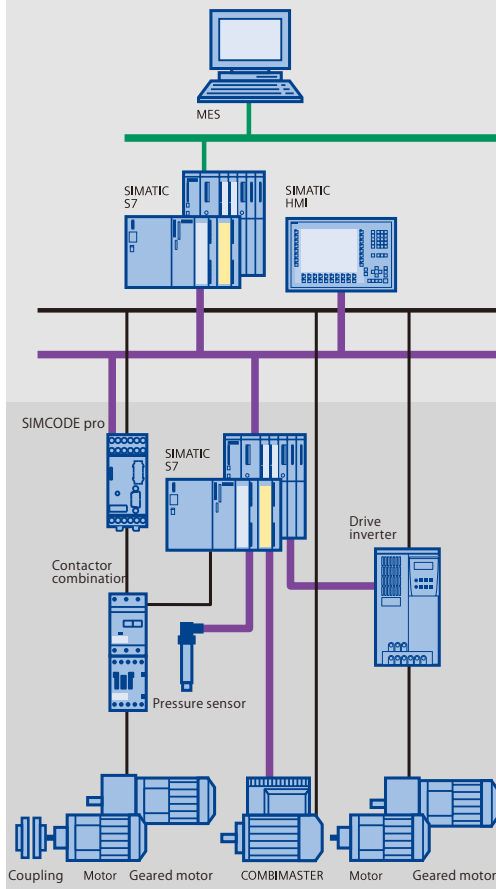 MES
SIMATIC
S7
SIMATIC
HMI
SIMCODE pro
SIMATIC
S7
Drive
inverter
Contactor
combination
Pressure sensor
Coupling
Motor
Geared motor
COMBIMASTER
Motor
Geared motor